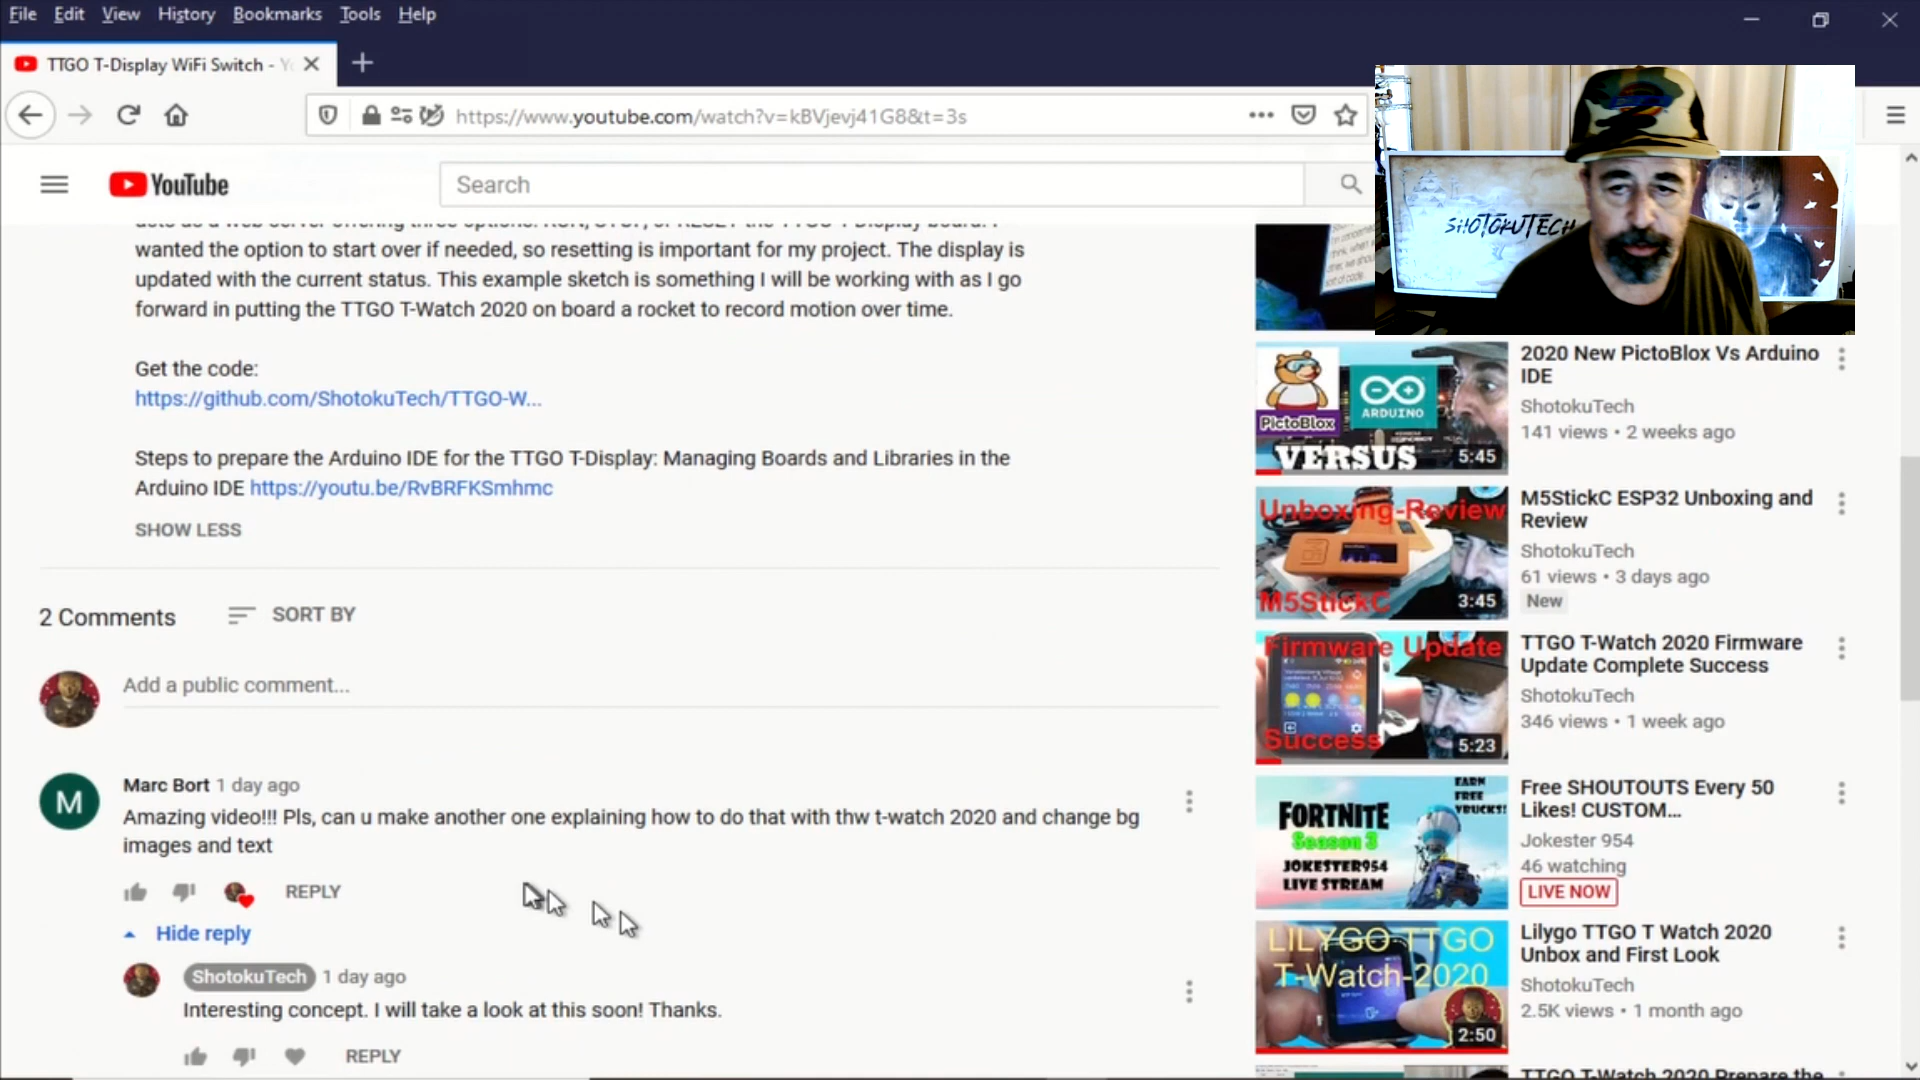 File Edit View History Bookmarks Tools Help
TTGO T-Display WiFi Switch -
https://www.youtube.com/watch?v=kBVjevj41G8&t=3s
YouTube
Search
SHOTOKUTECH
wanted the option to start over if needed, so resetting is important for my project. The display is
updated with the current status. This example sketch is something I will be working with as I go
forward in putting the TTGO T-Watch 2020 on board a rocket to record motion over time.
Get the code:
https://github.com/ShotokuTech/TTGO-W...
Steps to prepare the Arduino IDE for the TTGO T-Display: Managing Boards and Libraries in the
Arduino IDE https://youtu.be/RvBRFKSmhmc
SHOW LESS
2 Comments
SORT BY
Add a public comment...
M
Marc Bort 1 day ago
Amazing video!!! Pls, can u make another one explaining how to do that with thw t-watch 2020 and change bg
images and text
REPLY
Hide reply
ShotokuTech 1 day ago
Interesting concept. I will take a look at this soon! Thanks.
REPLY
PictoBlox
ARDUINO
VERSUS
5:45
2020 New PictoBlox Vs Arduino
IDE
ShotokuTech
141 views • 2 weeks ago
Unboxing-Review
M5StickC
3:45
M5StickC ESP32 Unboxing and
Review
ShotokuTech
61 views • 3 days ago
New
Firmware Update
Success
5:23
TTGO T-Watch 2020 Firmware
Update Complete Success
ShotokuTech
346 views • 1 week ago
EARN
FREE
VBUCKS!
FORTNITE
Season 3
JOKESTER954
LIVE STREAM
Free SHOUTOUTS Every 50
Likes! CUSTOM...
Jokester 954
46 watching
LIVE NOW
LILYGO TTGO
T-Watch-2020
2:50
Lilygo TTGO T Watch 2020
Unbox and First Look
ShotokuTech
2.5K views • 1 month ago
TTGO T-Watch 2020 Prepare the